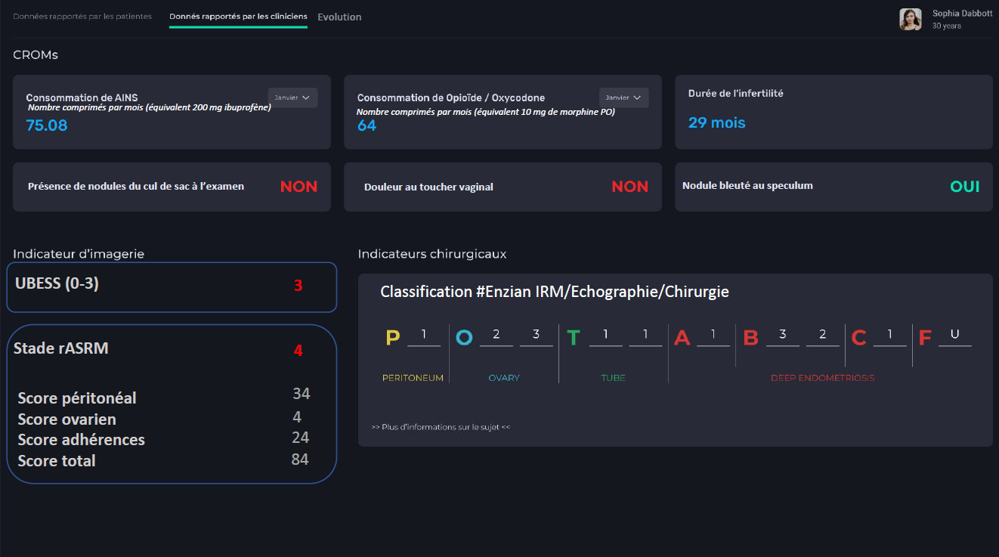 Données rapportés par les patientes
Donnés rapportés par les cliniciens
Evolution
Sophia Dabbott
30 years
CROMs
Consommation de AINS
Janvier
Nombre comprimés par mois (équivalent 200 mg ibuprofène)
75.08
Consommation de Opioïde / Oxycodone
Janvier
Nombre comprimés par mois (équivalent 10 mg de morphine PO)
64
Durée de l'infertilité
29 mois
Présence de nodules du cul de sac à l'examen NON
Douleur au toucher vaginal NON
Nodule bleuté au speculum OUI
Indicateur d'imagerie
UBESS (0-3) 3
Stade rASRM 4
Score péritonéal 34
Score ovarien 4
Score adhérences 24
Score total 84
Indicateurs chirurgicaux
Classification #Enzian IRM/Echographie/Chirurgie
P 1 O 2 3 T 1 1 A 1 B 3 2 C 1 F U
PERITONEUM OVARY TUBE DEEP ENDOMETRIOSIS
>> Plus d'informations sur le sujet <<